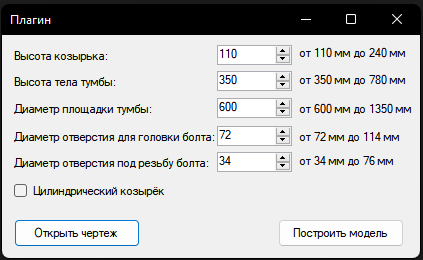 Плагин
Высота козырька: 110 от 110 мм до 240 мм
Высота тела тумбы: 350 от 350 мм до 780 мм
Диаметр площадки тумбы: 600 от 600 мм до 1350 мм
Диаметр отверстия для головки болта: 72 от 72 мм до 114 мм
Диаметр отверстия под резьбу болта: 34 от 34 мм до 76 мм
Цилиндрический козырёк
Открыть чертеж Построить модель